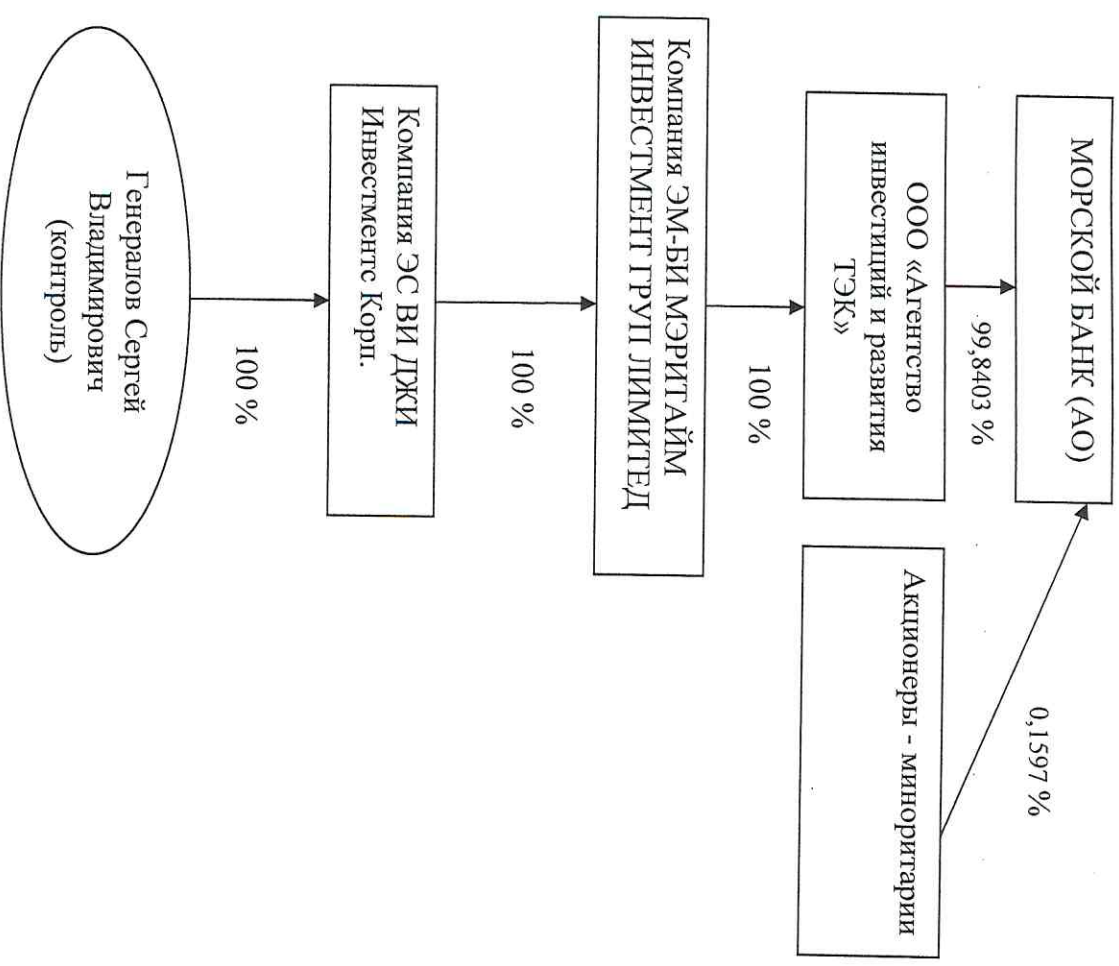 МОРСКОЙ БАНК (АО)
99,8403 %
0,1597 %
ООО «Агентство
инвестиций и развития
ТЭК»
Акционеры - миноритарии
100 %
Компания ЭМ-БИ МЭРИТАЙМ
ИНВЕСТМЕНТ ГРУП ЛИМИТЕД
100 %
Компания ЭС ВИ ДЖИ
Инвестментс Корп.
100 %
Генералов Сергей
Владимирович
(контроль)